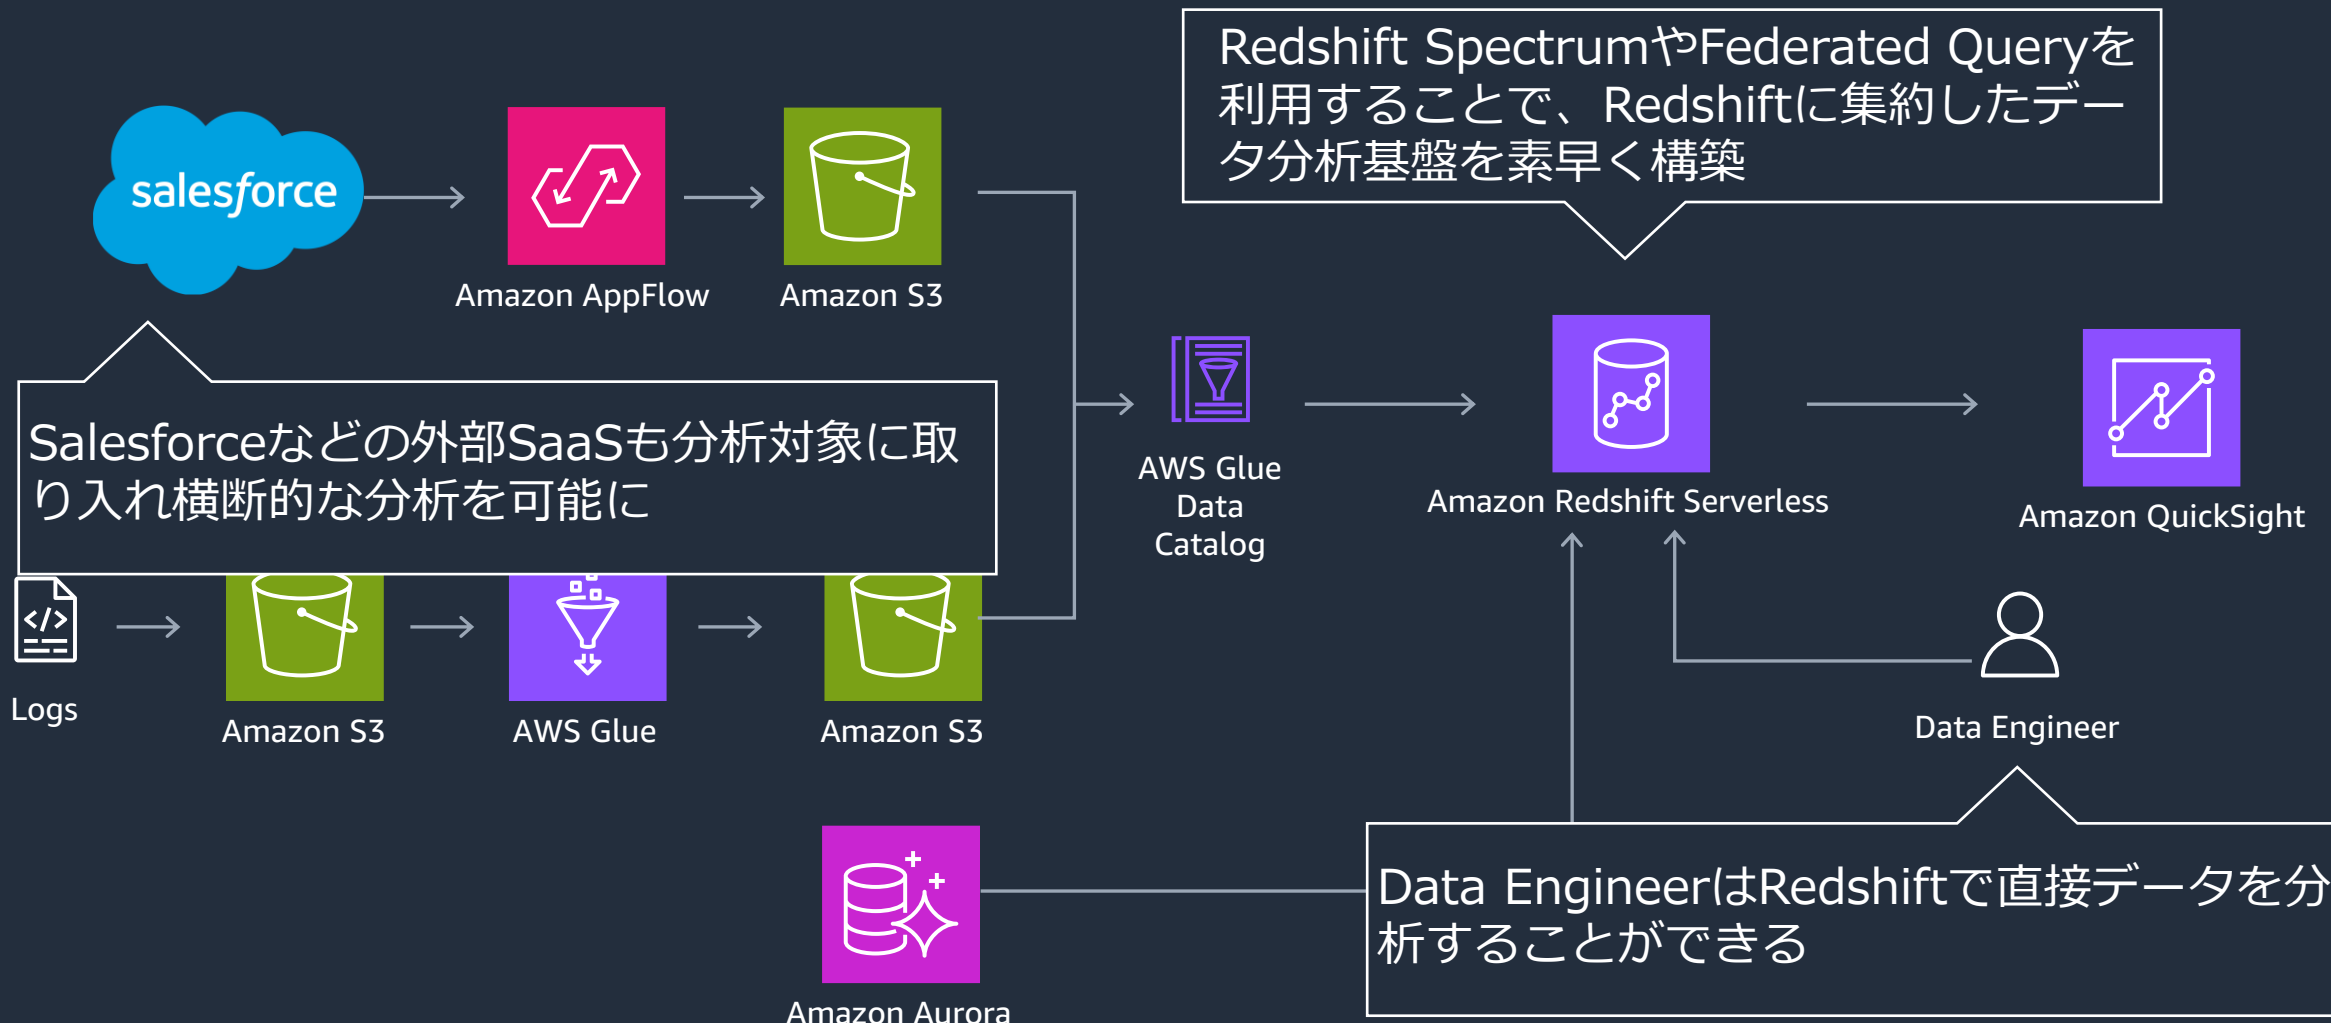 Redshift SpectrumやFederated Queryを
利用することで、Redshiftに集約したデー
タ分析基盤を素早く構築
salesforce
Amazon AppFlow
Amazon S3
Salesforceなどの外部SaaSも分析対象に取
り入れ横断的な分析を可能に
AWS Glue
Data
Catalog
Amazon Redshift Serverless
Amazon QuickSight
Logs
Amazon S3
AWS Glue
Amazon S3
Data Engineer
Data EngineerはRedshiftで直接データを分
析することができる
Amazon Aurora